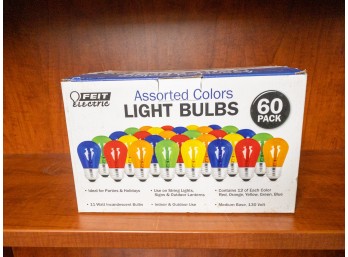 FEIT
electric
Assorted Colors
LIGHT BULBS
60
PACK
• Ideal for Parties & Holidays
• Use on String Lights,
Signs & Outdoor Lanterns
• Contains 12 of Each Color
Red, Orange, Yellow, Green, Blue
• 11 Watt Incandescent Bulbs
• Indoor & Outdoor Use
• Medium Base, 130 Volt